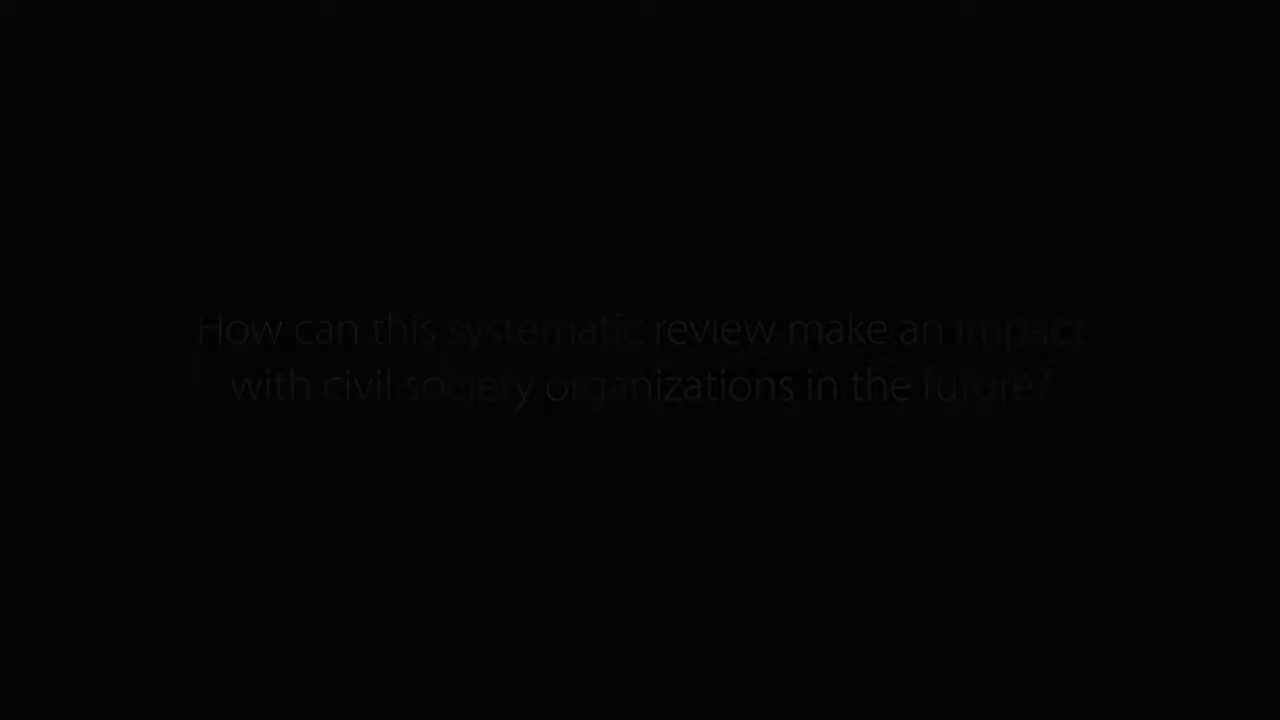 How can this systematic review make an impact
with civil society organizations in the future?